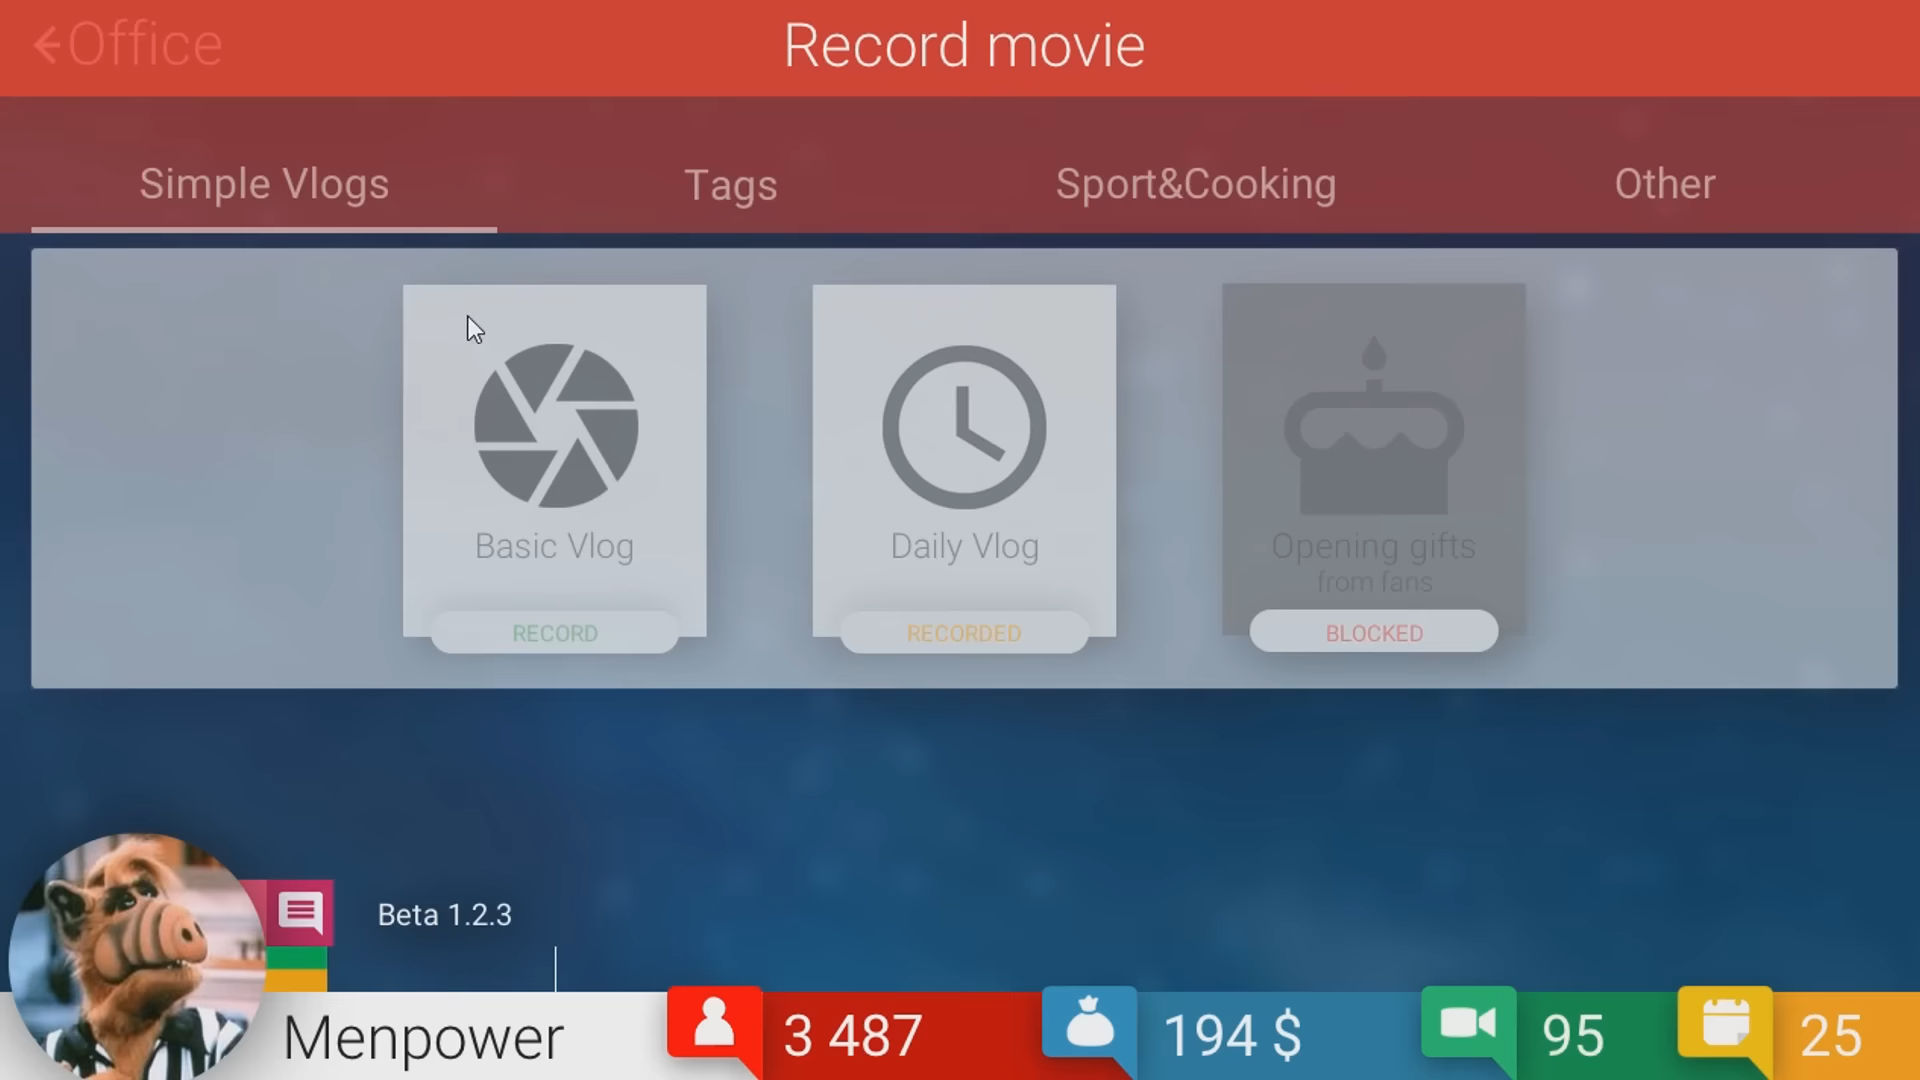 Office
Record movie
Simple Vlogs
Tags
Sport&Cooking
Other
Basic Vlog
RECORD
Daily Vlog
RECORDED
Opening gifts
from fans
BLOCKED
Beta 1.2.3
Menpower
3 487
194 $
95
25